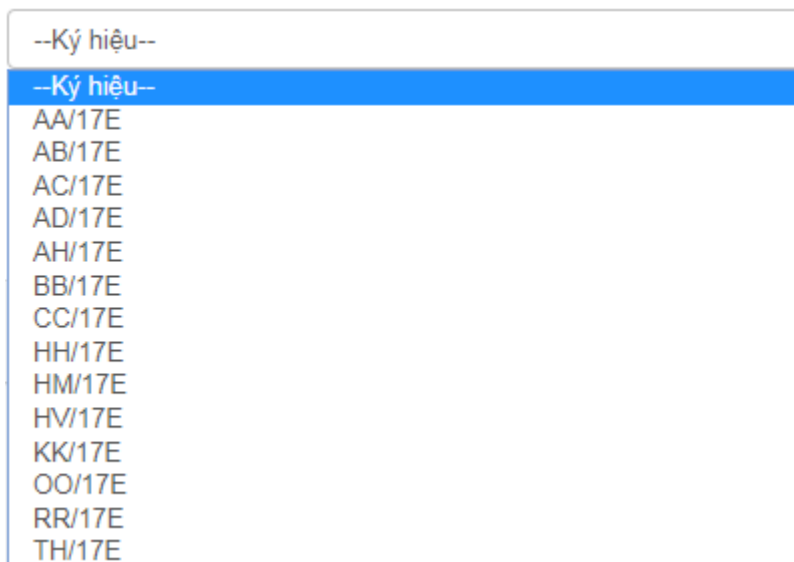 --Ký hiệu--
--Ký hiệu--
AA/17E
AB/17E
AC/17E
AD/17E
AH/17E
BB/17E
CC/17E
HH/17E
HM/17E
HV/17E
KK/17E
OO/17E
RR/17E
TH/17E